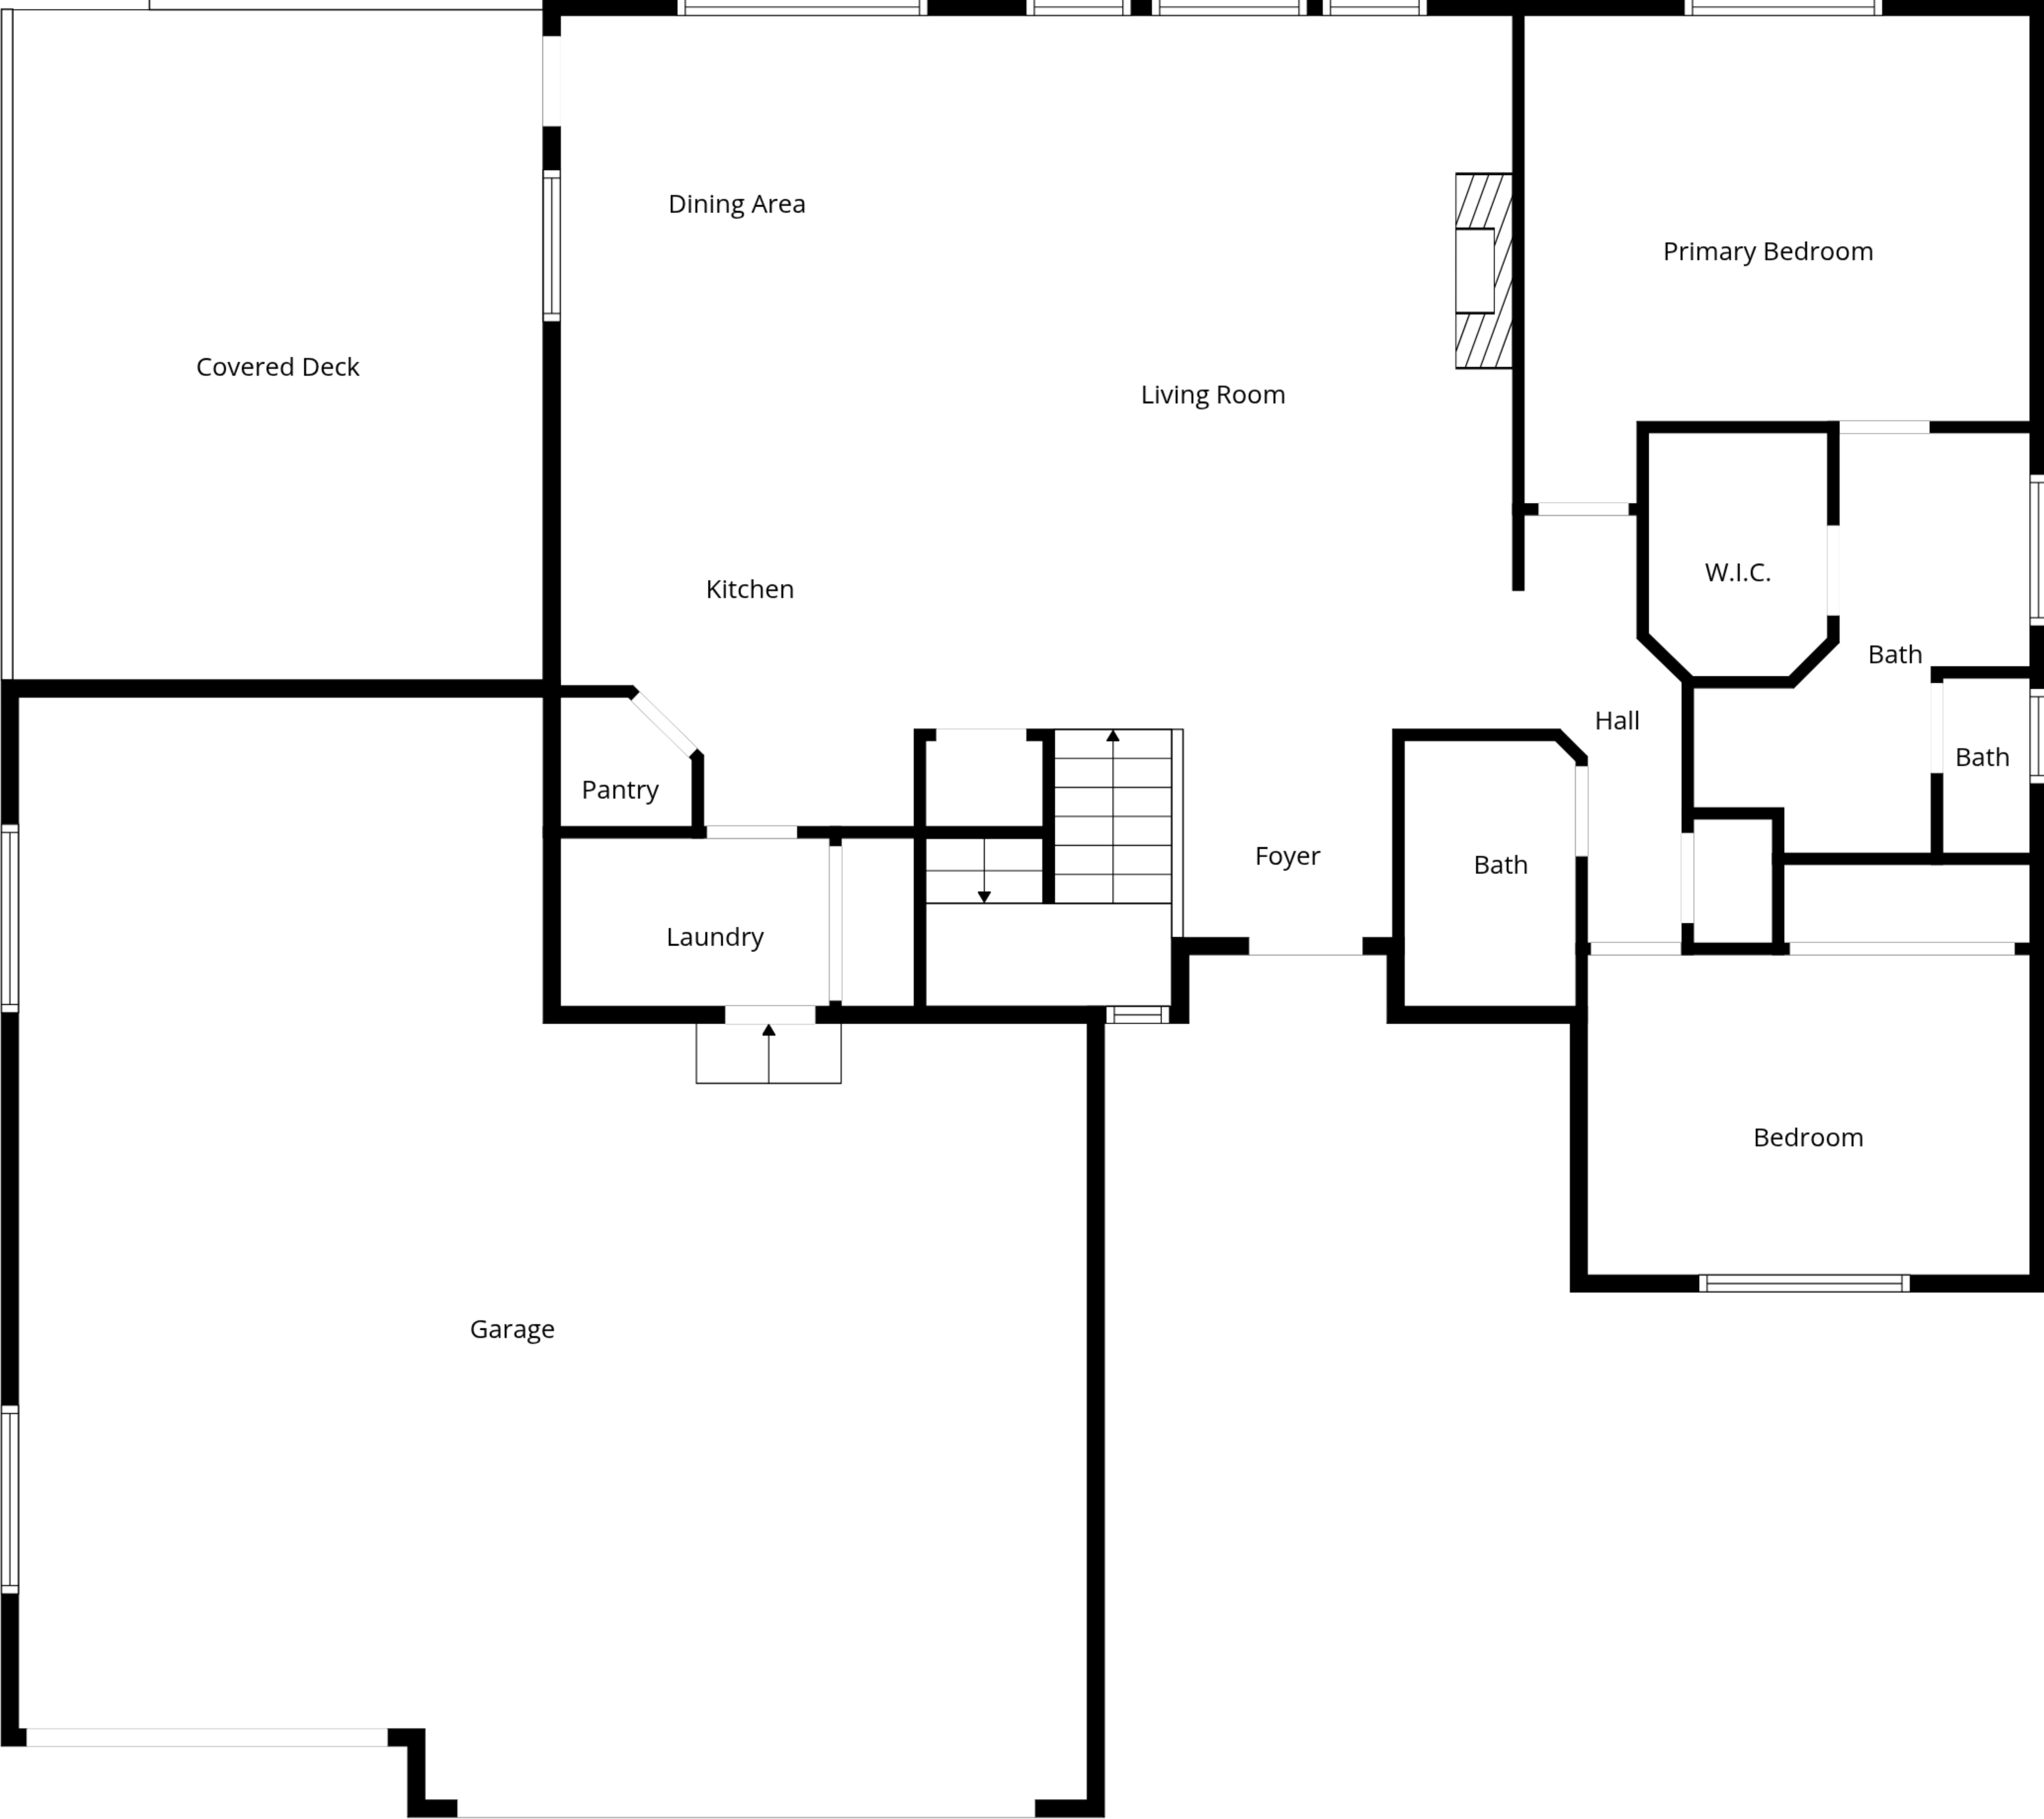 Dining Area
Primary Bedroom
Covered Deck
Living Room
W.I.C.
Kitchen
Bath
Hall
Bath
Pantry
Foyer
Bath
Laundry
Bedroom
Garage